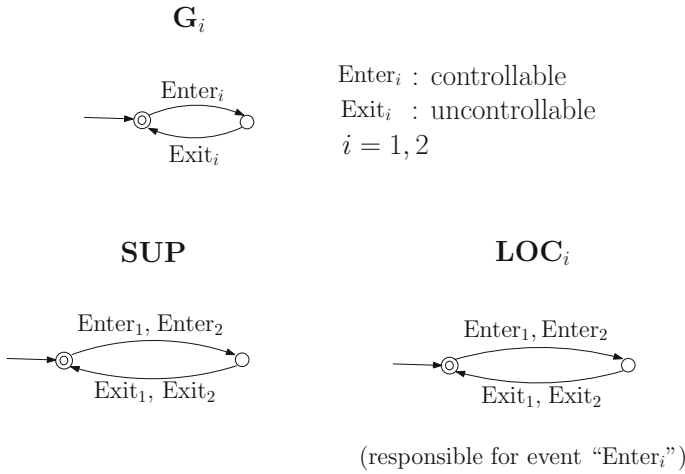 G_i
Enter_i
Exit_i
Enter_i : controllable
Exit_i : uncontrollable
i = 1, 2
SUP
Enter_1, Enter_2
Exit_1, Exit_2
LOC_i
Enter_1, Enter_2
Exit_1, Exit_2
(responsible for event “Enter_i”)